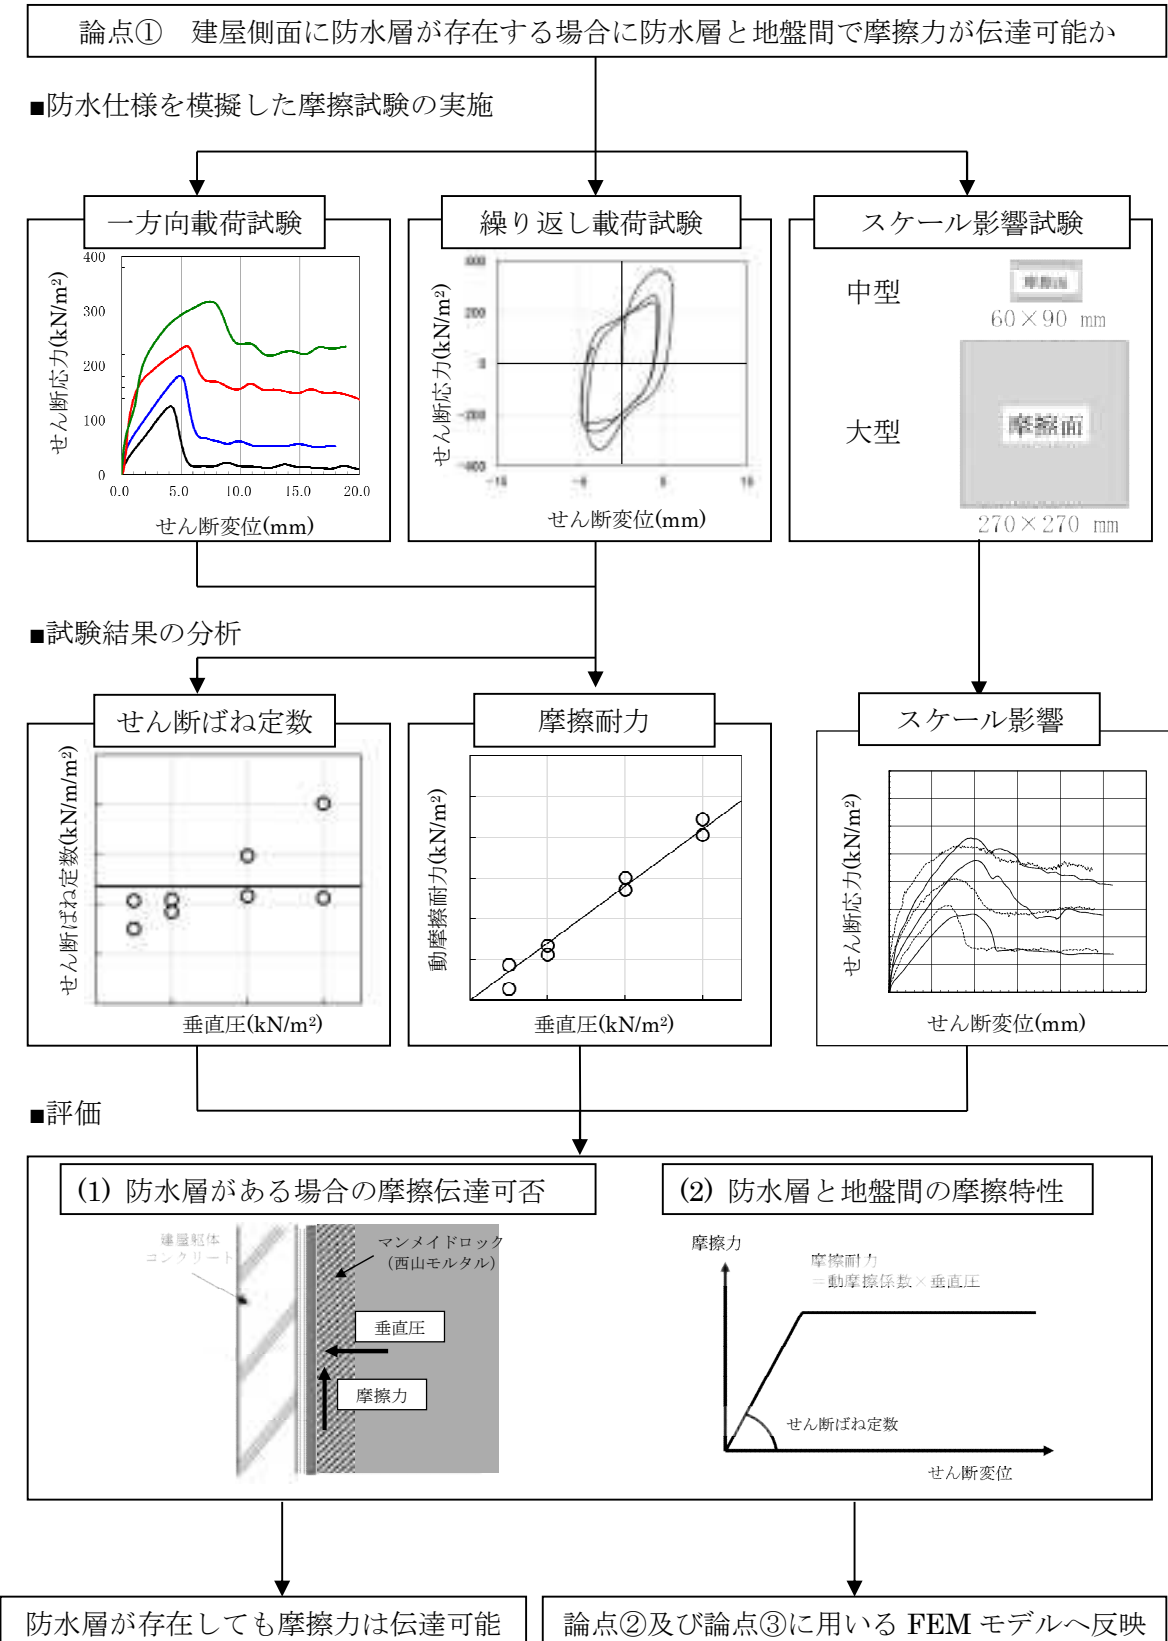 論点①　建屋側面に防水層が存在する場合に防水層と地盤間で摩擦力が伝達可能か
■防水仕様を模擬した摩擦試験の実施
一方向載荷試験
せん断応力(kN/m²)
400
300
200
100
0
0.0 5.0 10.0 15.0 20.0
せん断変位(mm)
繰り返し載荷試験
せん断応力(kN/m²)
200
0
-200
-400
せん断変位(mm)
スケール影響試験
中型
摩擦面
60×90 mm
大型
摩擦面
270×270 mm
■試験結果の分析
せん断ばね定数
せん断ばね定数(kN/m/m²)
垂直圧(kN/m²)
摩擦耐力
動摩擦耐力(kN/m²)
垂直圧(kN/m²)
スケール影響
せん断応力(kN/m²)
せん断変位(mm)
■評価
(1) 防水層がある場合の摩擦伝達可否
建屋躯体
コンクリート
マンメイドロック
（西山モルタル）
垂直圧
摩擦力
(2) 防水層と地盤間の摩擦特性
摩擦力
摩擦耐力
＝動摩擦係数×垂直圧
せん断ばね定数
せん断変位
防水層が存在しても摩擦力は伝達可能
論点②及び論点③に用いる FEM モデルへ反映